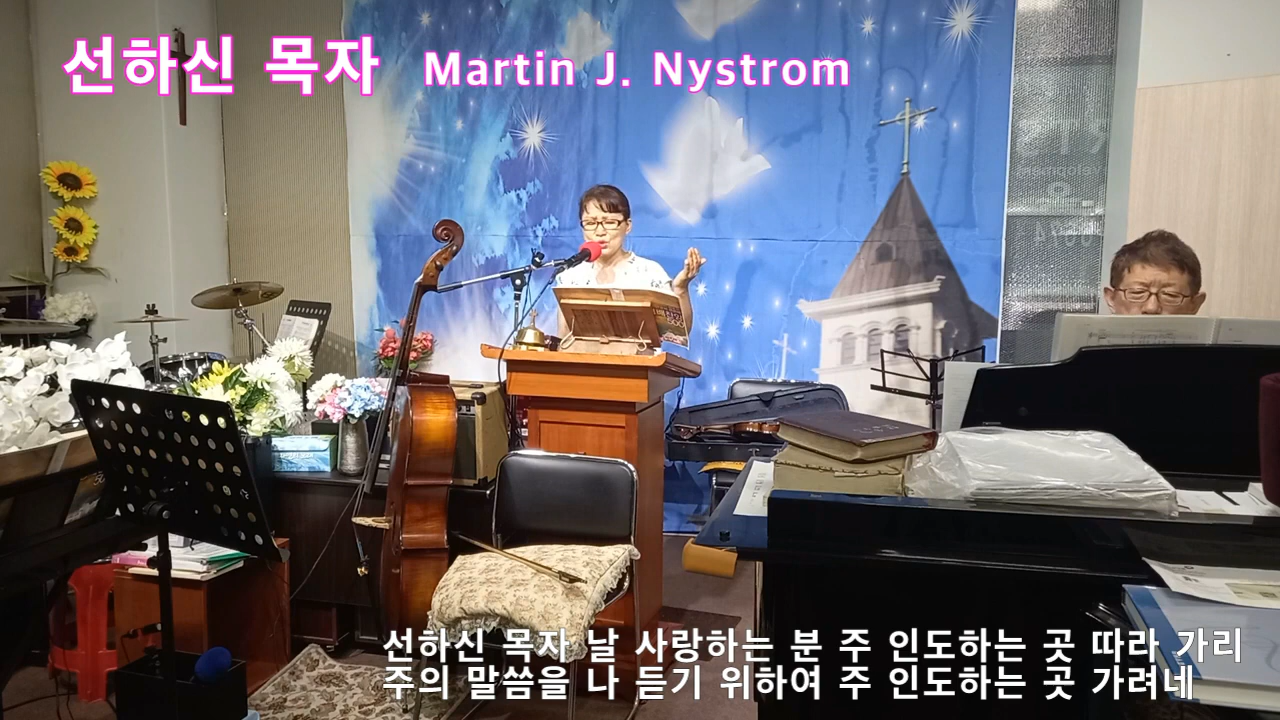 선하신 목자 Martin J. Nystrom
선하신 목자 날 사랑하는 분 주 인도하는 곳 따라 가리
주의 말씀을 나 듣기 위하여 주 인도하는 곳 가려네